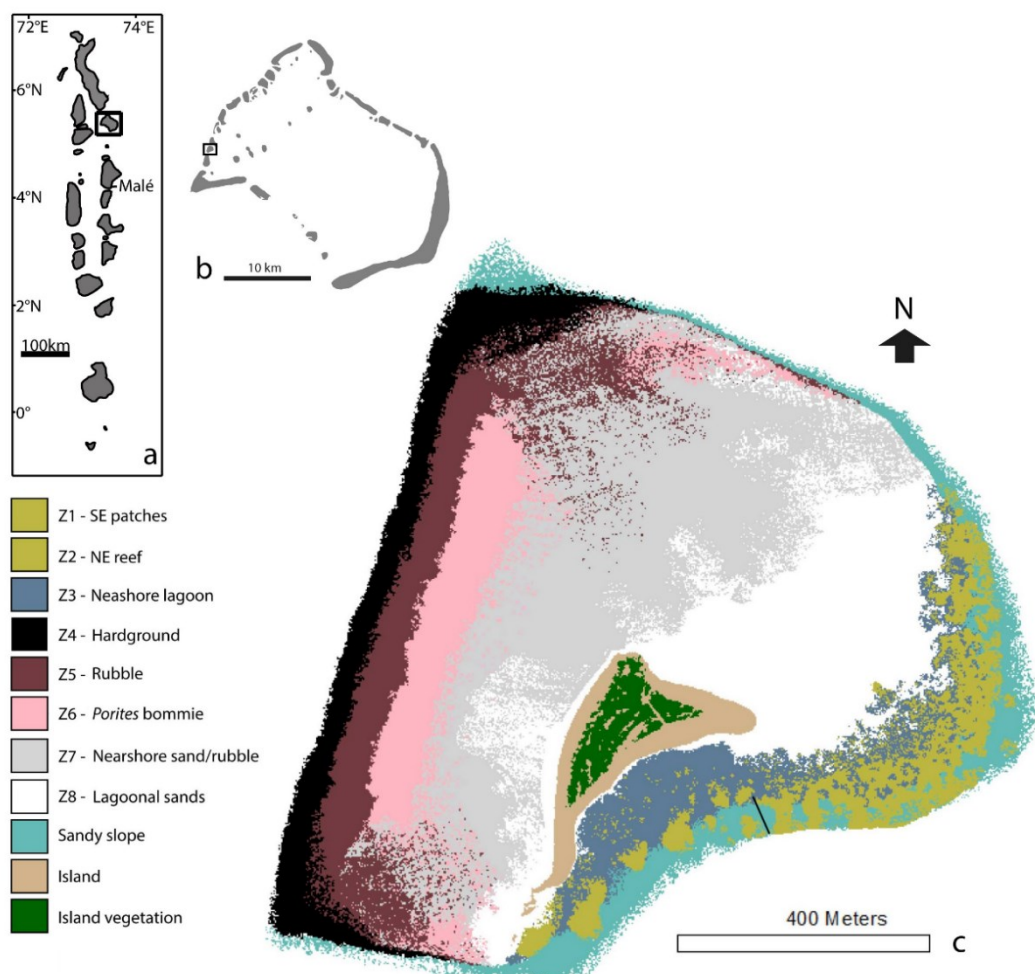 72°E 74°E
6°N
Malé
4°N
2°N
100km
0°
a
b
10 km
N
Z1 - SE patches
Z2 - NE reef
Z3 - Neashore lagoon
Z4 - Hardground
Z5 - Rubble
Z6 - Porites bommie
Z7 - Nearshore sand/rubble
Z8 - Lagoonal sands
Sandy slope
Island
Island vegetation
400 Meters
c